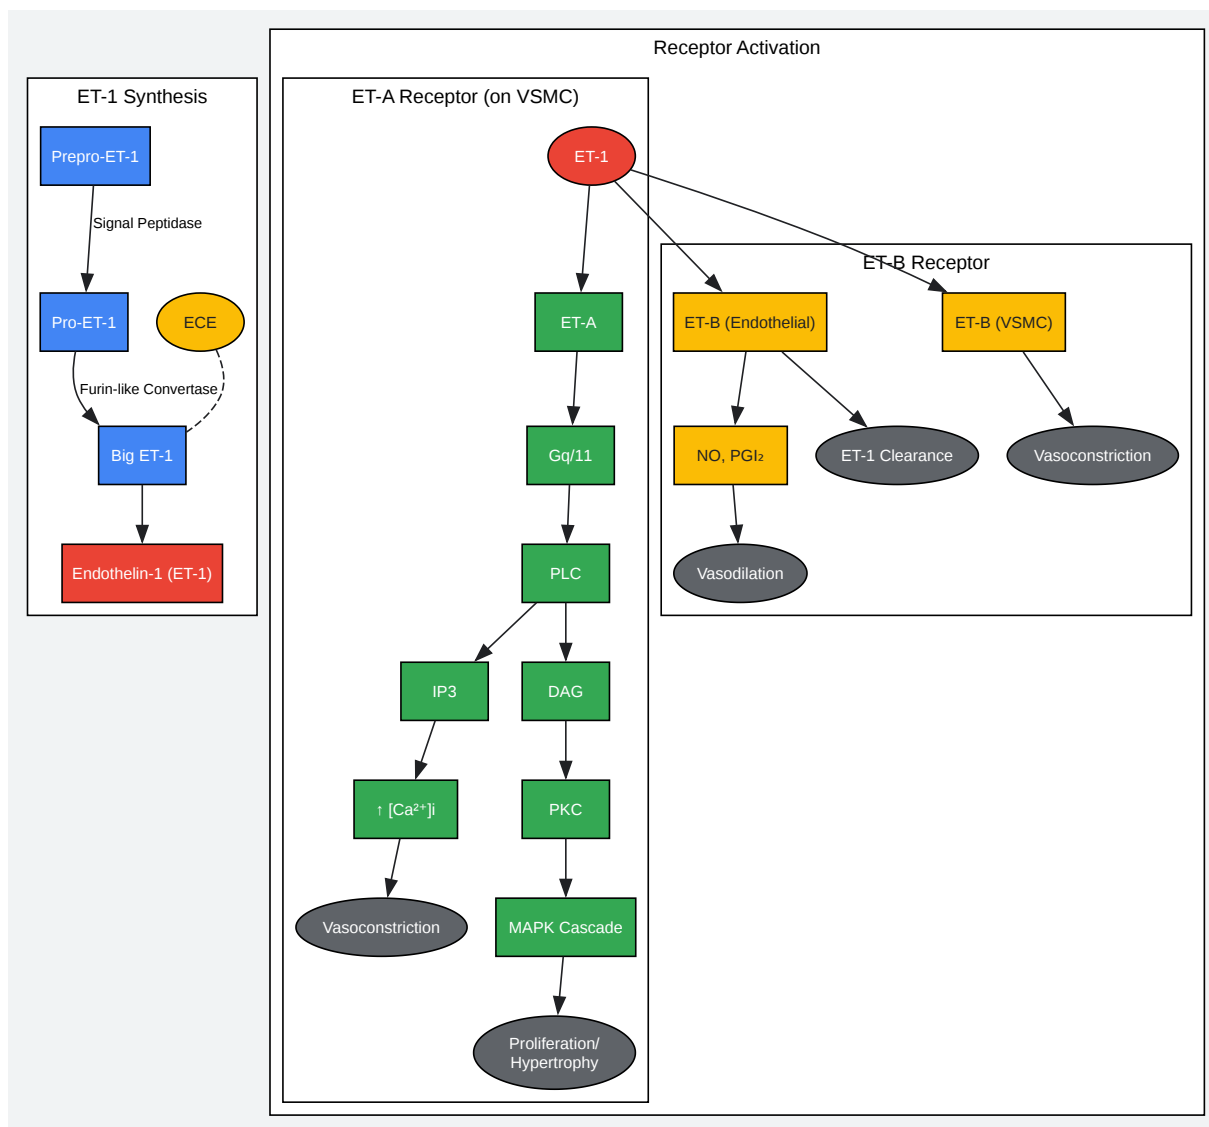 Receptor Activation
ET-1 Synthesis
Prepro-ET-1
Signal Peptidase
Pro-ET-1
ECE
Furin-like Convertase
Big ET-1
Endothelin-1 (ET-1)
ET-A Receptor (on VSMC)
ET-1
ET-A
Gq/11
PLC
IP3
DAG
↑ [Ca²⁺]i
PKC
Vasoconstriction
MAPK Cascade
Proliferation/
Hypertrophy
ET-B Receptor
ET-B (Endothelial)
ET-B (VSMC)
NO, PGI₂
ET-1 Clearance
Vasoconstriction
Vasodilation